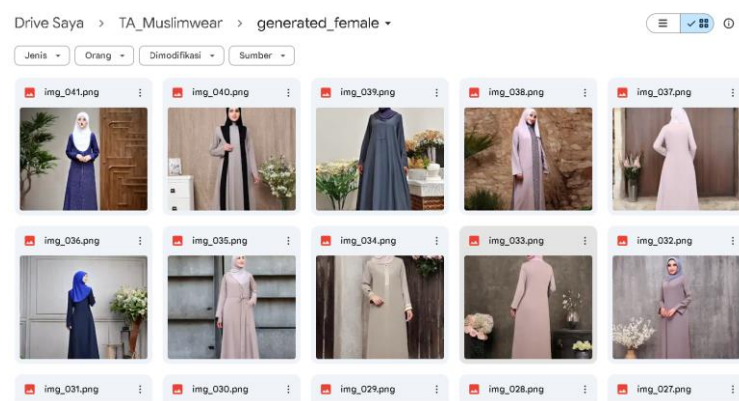 Drive Saya > TA_Muslimwear > generated_female
Jenis Orang Dimodifikasi Sumber
img_041.png img_040.png img_039.png img_038.png img_037.png
img_036.png img_035.png img_034.png img_033.png img_032.png
img_031.png img_030.png img_029.png img_028.png img_027.png